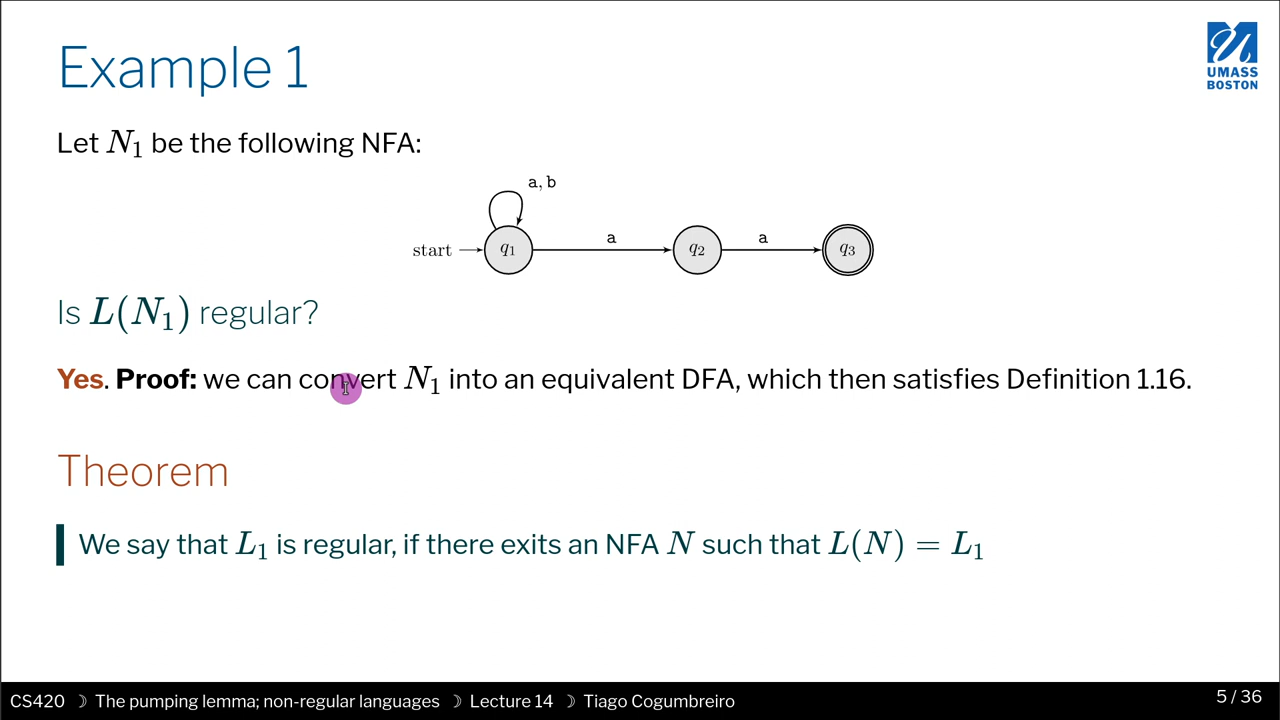 Example 1
UMASS
BOSTON
Let N₁ be the following NFA:
a, b
start
q₁
a
q₂
a
q₃
Is L(N₁) regular?
Yes. Proof: we can convert N₁ into an equivalent DFA, which then satisfies Definition 1.16.
Theorem
We say that L₁ is regular, if there exits an NFA N such that L(N) = L₁
CS420 ☽ The pumping lemma; non-regular languages ☽ Lecture 14 ☽ Tiago Cogumbreiro
5 / 36